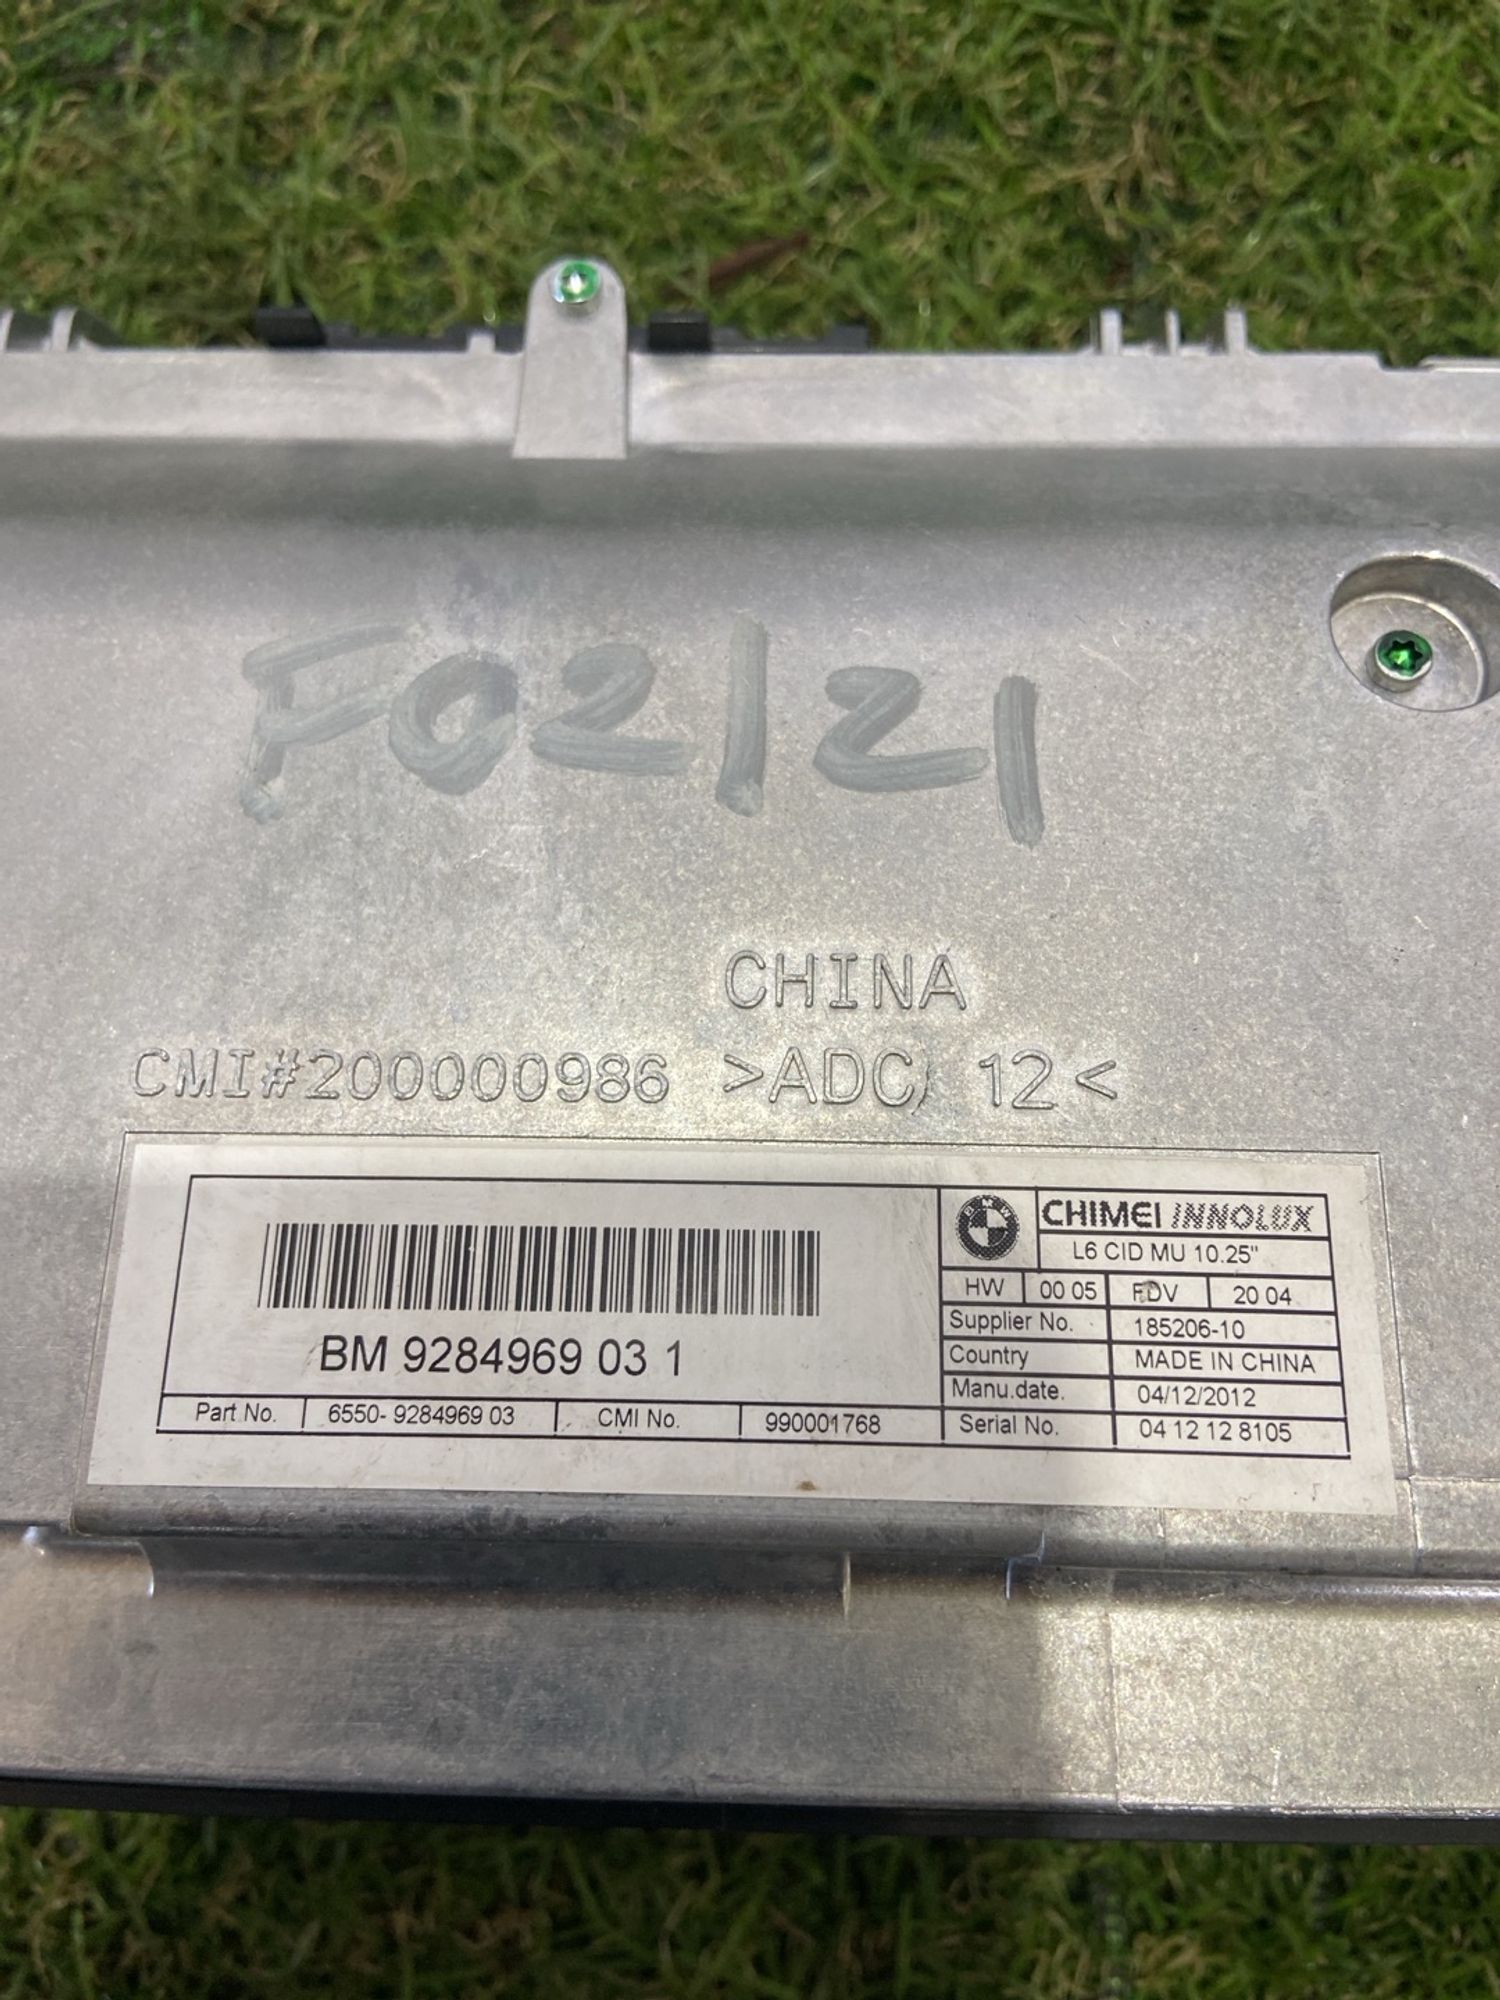 F02/21
CHINA
CMI#200000986 >ADC 12<
BMW
CHIMEI INNOLUX
L6 CID MU 10.25"
HW 00 05 FDV 20 04
Supplier No. 185206-10
Country MADE IN CHINA
Manu.date. 04/12/2012
Serial No. 04 12 12 8105
BM 9284969 03 1
Part No. 6550- 9284969 03 CMI No. 990001768